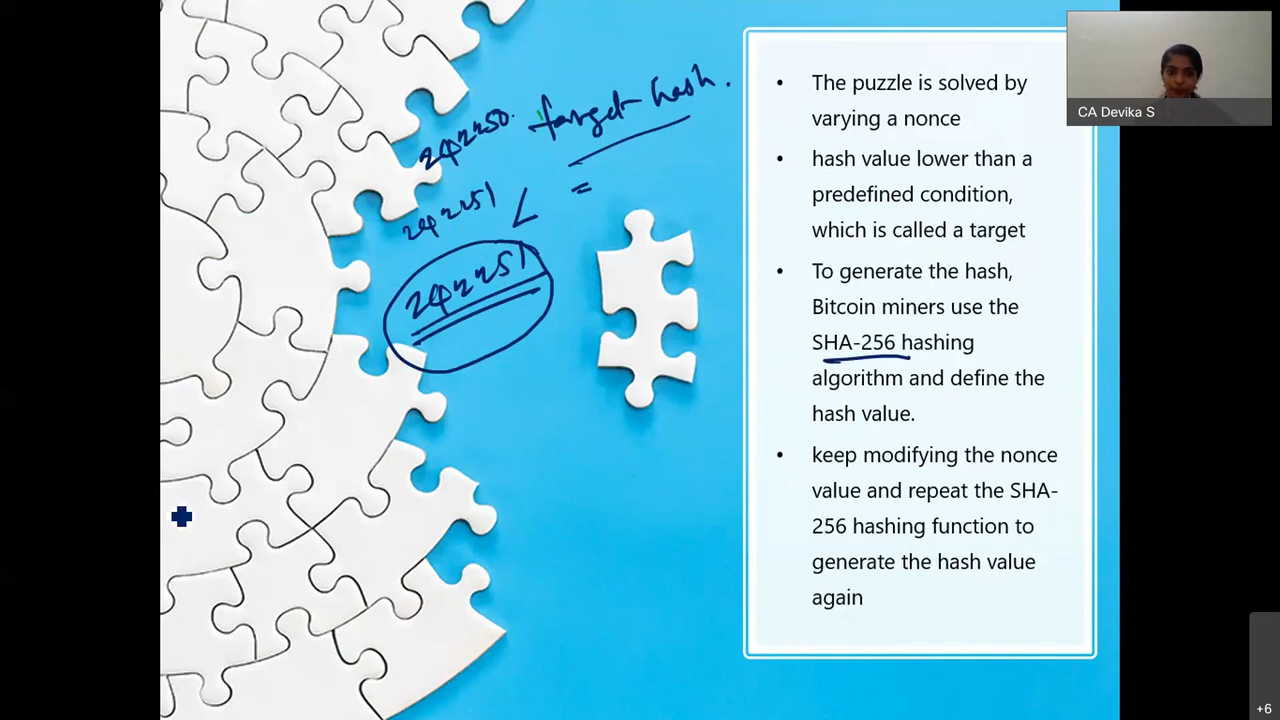 • The puzzle is solved by
varying a nonce
• hash value lower than a
predefined condition,
which is called a target
• To generate the hash,
Bitcoin miners use the
SHA-256 hashing
algorithm and define the
hash value.
• keep modifying the nonce
value and repeat the SHA-
256 hashing function to
generate the hash value
again
target hash.
=
<
CA Devika S
+6